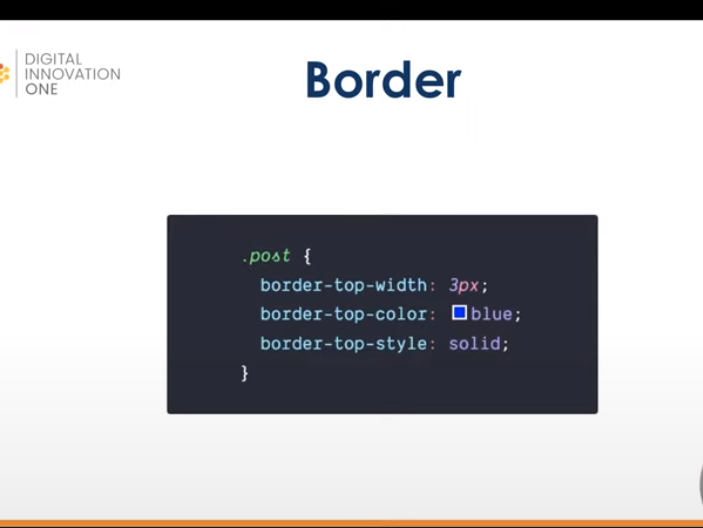 DIGITAL
INNOVATION
ONE
Border
.post {
border-top-width: 3px;
border-top-color: blue;
border-top-style: solid;
}